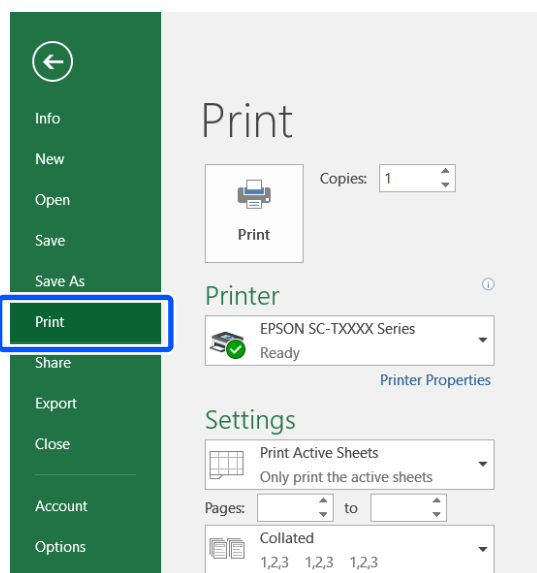 Info
New
Open
Save
Save As
Print
Share
Export
Close
Account
Options
Print
Print
Copies: 1
Printer
EPSON SC-TXXXX Series
Ready
Printer Properties
Settings
Print Active Sheets
Only print the active sheets
Pages: to
Collated
1,2,3 1,2,3 1,2,3